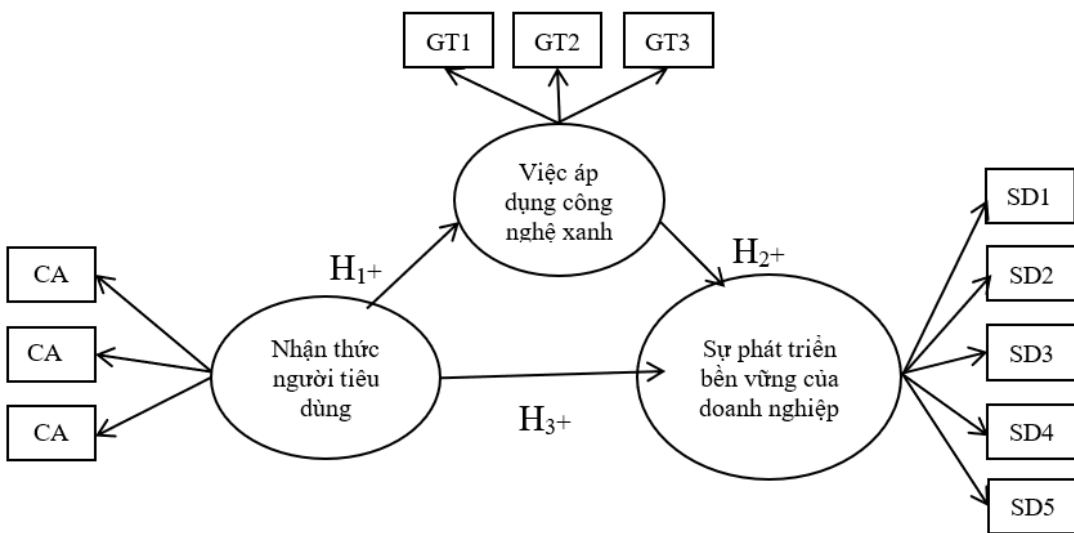 GT1 GT2 GT3
Việc áp
dụng công
nghệ xanh
SD1
SD2
SD3
SD4
SD5
CA
CA
CA
H1+
H2+
H3+
Nhận thức
người tiêu
dùng
Sự phát triển
bền vững của
doanh nghiệp